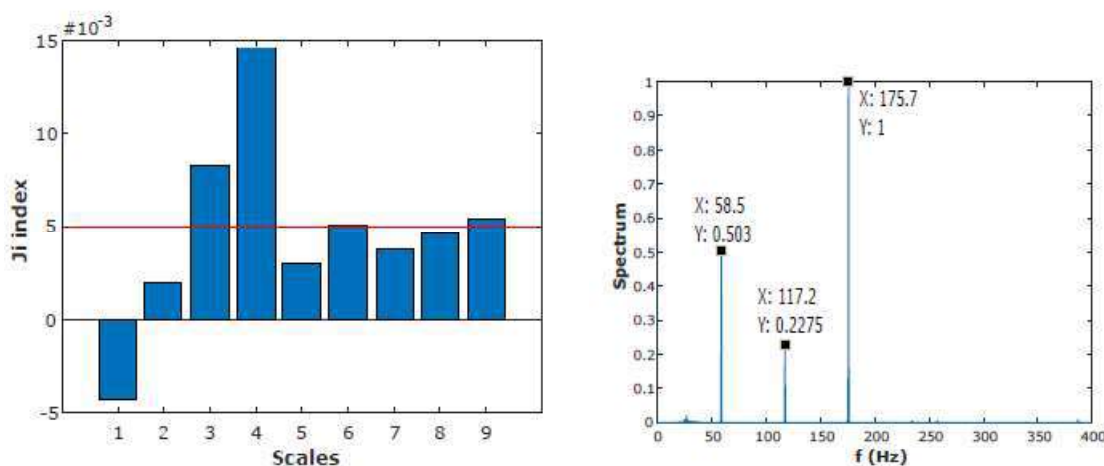 #10⁻³
15
10
5
0
-5
Ji index
1 2 3 4 5 6 7 8 9
Scales
1
0.9
0.8
0.7
0.6
0.5
0.4
0.3
0.2
0.1
0
Spectrum
X: 175.7
Y: 1
X: 58.5
Y: 0.503
X: 117.2
Y: 0.2275
0 50 100 150 200 250 300 350 400
f (Hz)